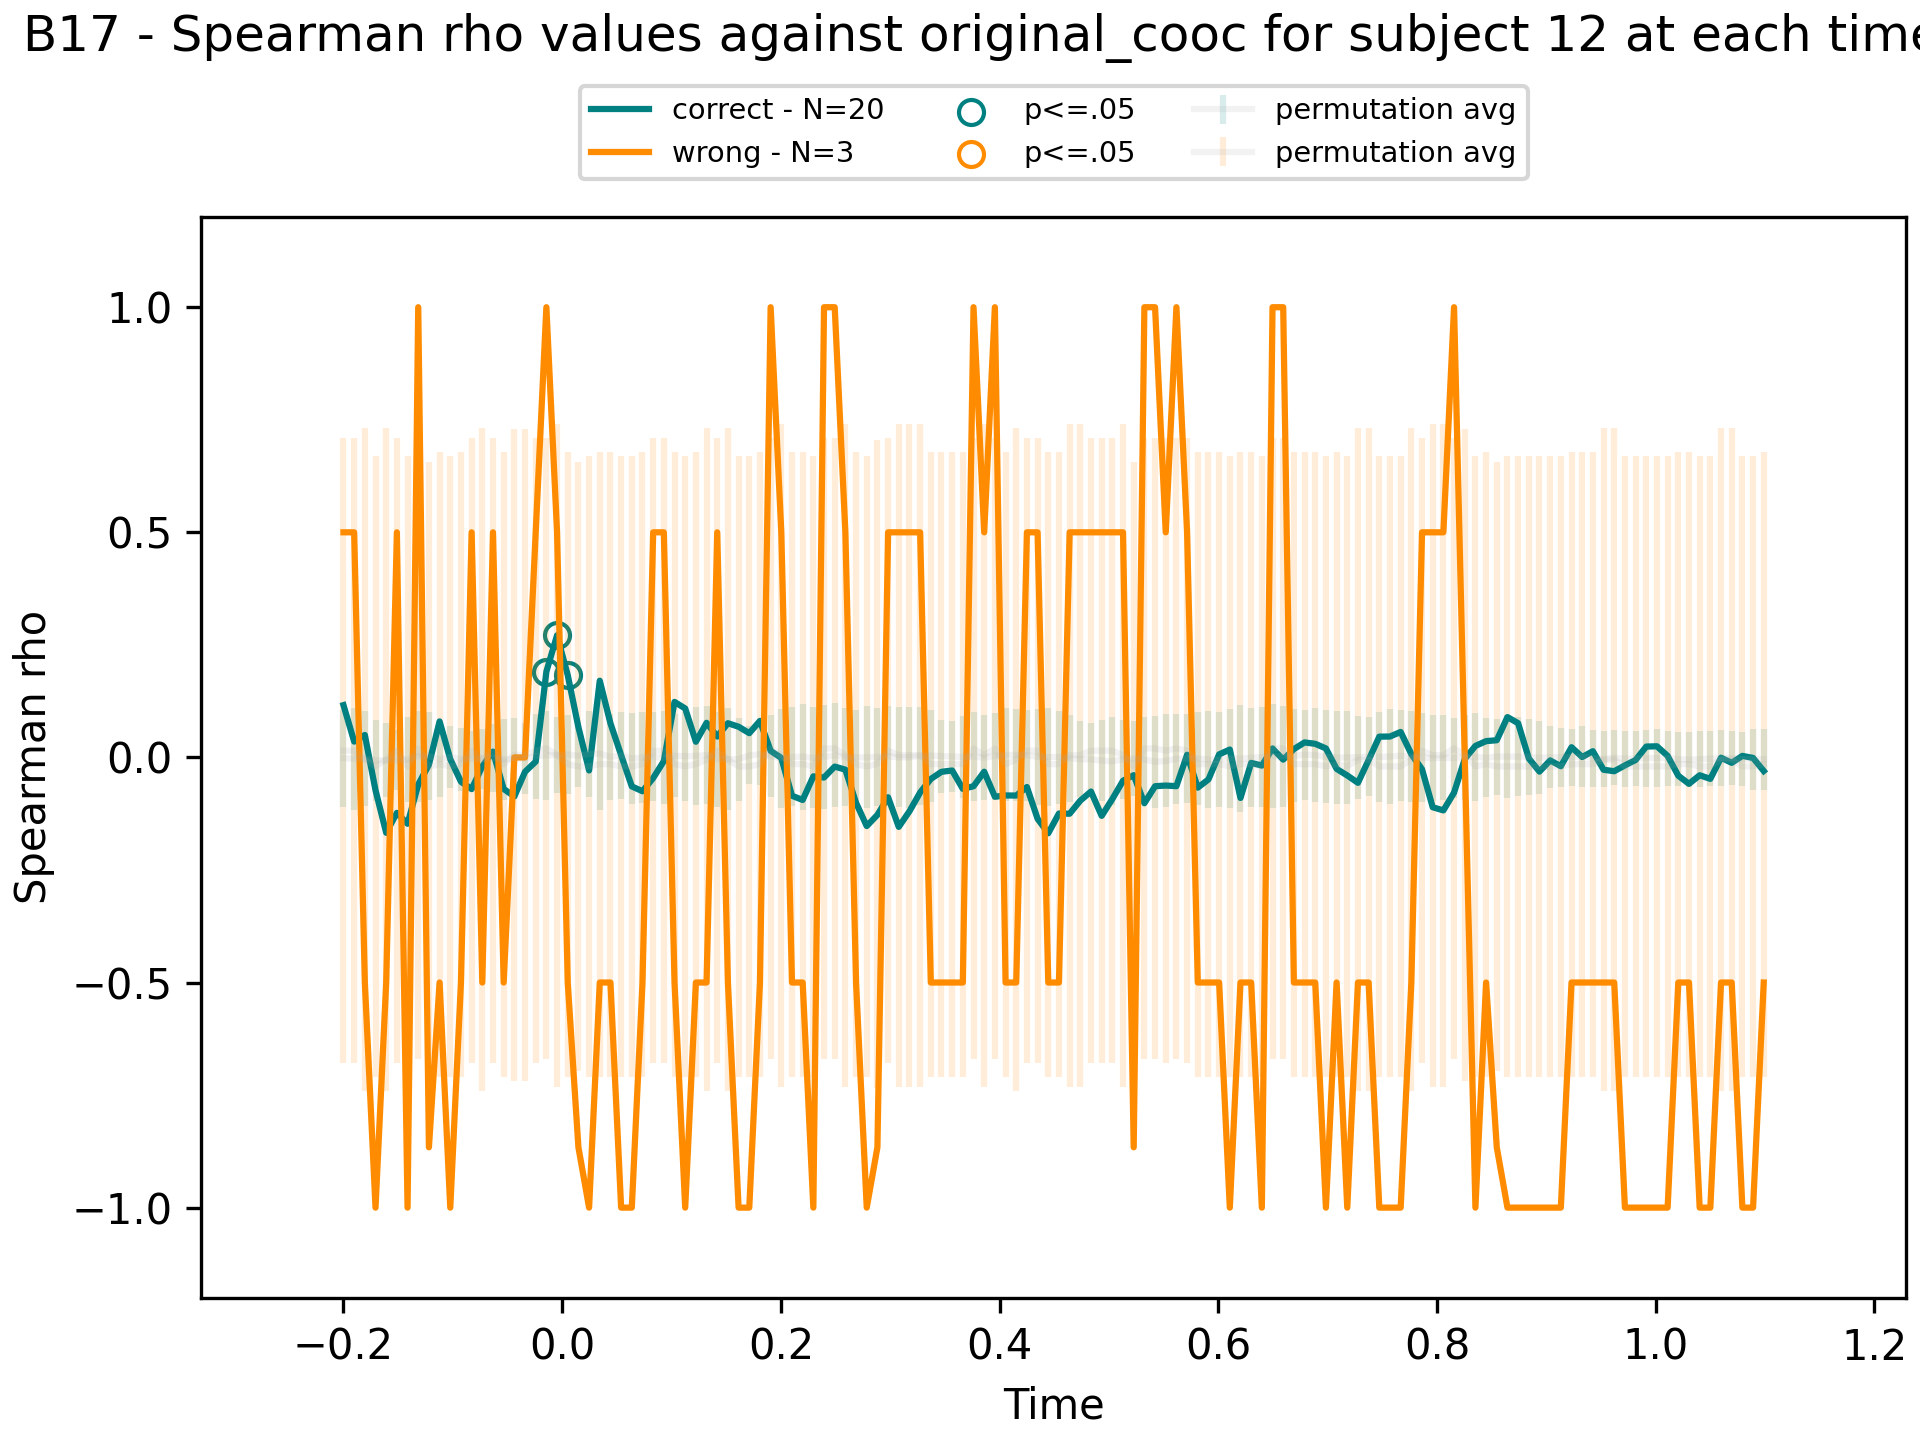 B17 - Spearman rho values against original_cooc for subject 12 at each time
correct - N=20 p<=.05 permutation avg
wrong - N=3 p<=.05 permutation avg
1.0
0.5
0.0
−0.5
−1.0
Spearman rho
−0.2 0.0 0.2 0.4 0.6 0.8 1.0 1.2
Time